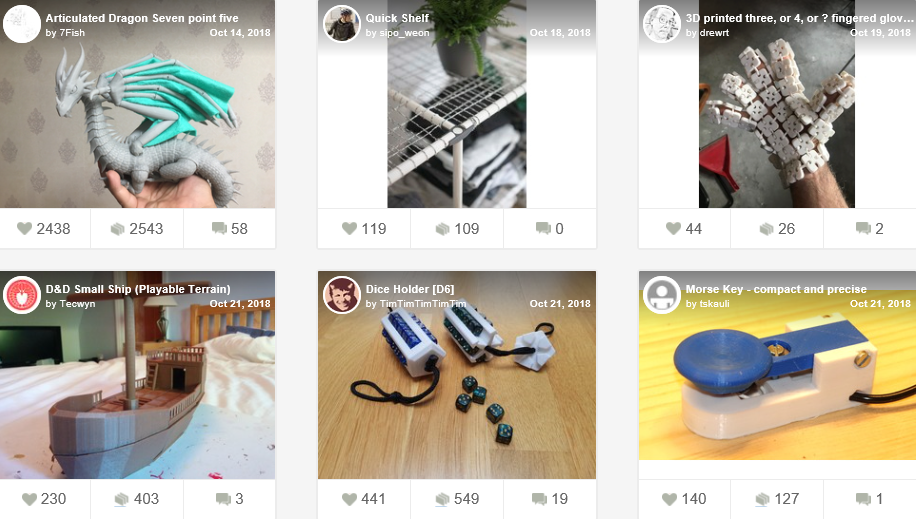 Articulated Dragon Seven point five
by 7Fish
Oct 14, 2018
2438
2543
58
Quick Shelf
by sipo_weon
Oct 18, 2018
119
109
0
3D printed three, or 4, or ? fingered glov...
by drewrt
Oct 19, 2018
44
26
2
D&D Small Ship (Playable Terrain)
by Tecwyn
Oct 21, 2018
230
403
3
Dice Holder [D6]
by TimTimTimTimTim
Oct 21, 2018
441
549
19
Morse Key - compact and precise
by tskauli
Oct 21, 2018
140
127
1